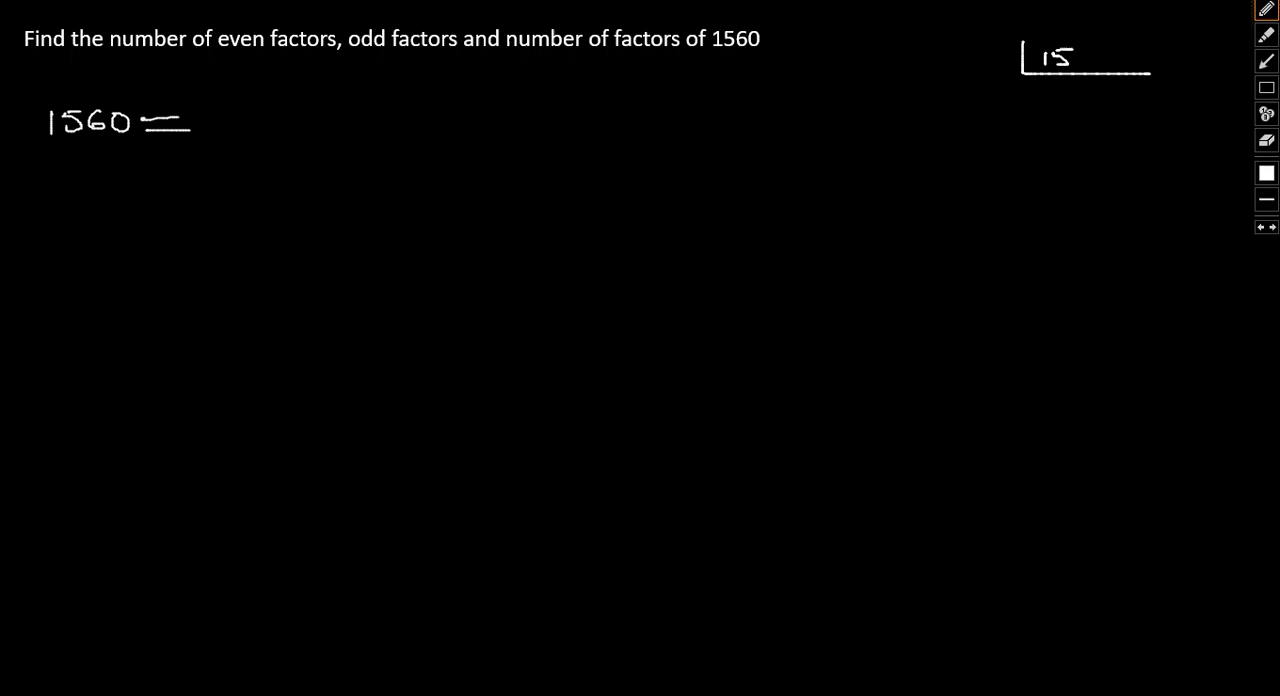 Find the number of even factors, odd factors and number of factors of 1560
15
1560 =